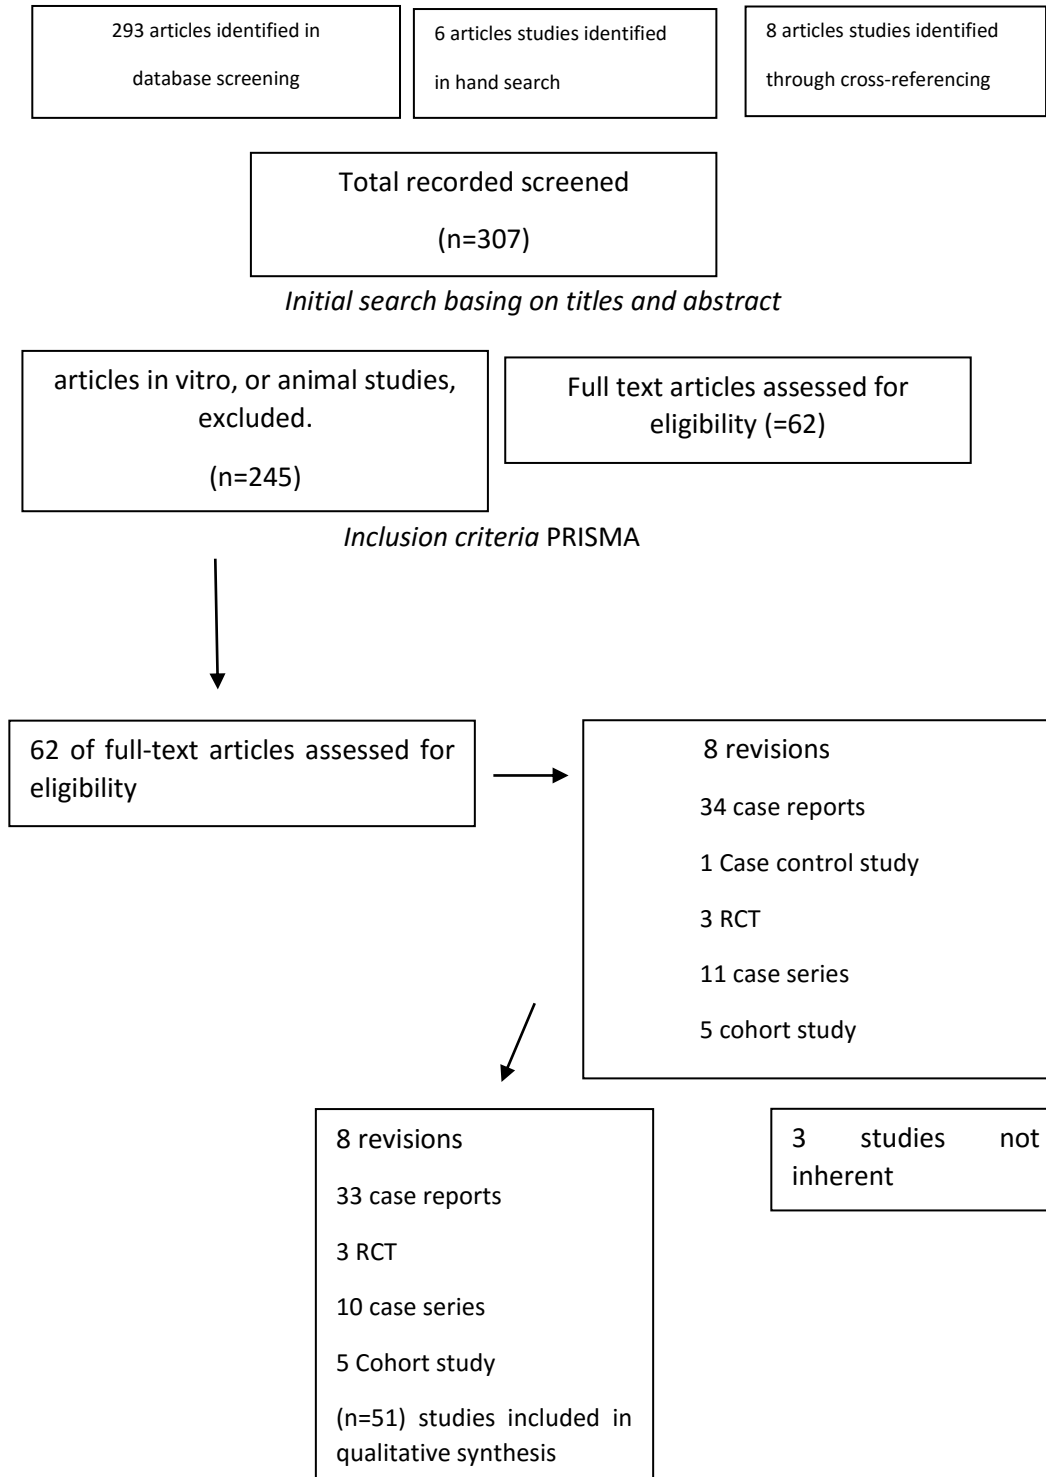 293 articles identified in
database screening
6 articles studies identified
in hand search
8 articles studies identified
through cross-referencing
Total recorded screened
(n=307)
Initial search basing on titles and abstract
articles in vitro, or animal studies,
excluded.
(n=245)
Full text articles assessed for
eligibility (=62)
Inclusion criteria PRISMA
62 of full-text articles assessed for
eligibility
8 revisions
34 case reports
1 Case control study
3 RCT
11 case series
5 cohort study
8 revisions
33 case reports
3 RCT
10 case series
5 Cohort study
(n=51) studies included in
qualitative synthesis
3 studies not
inherent